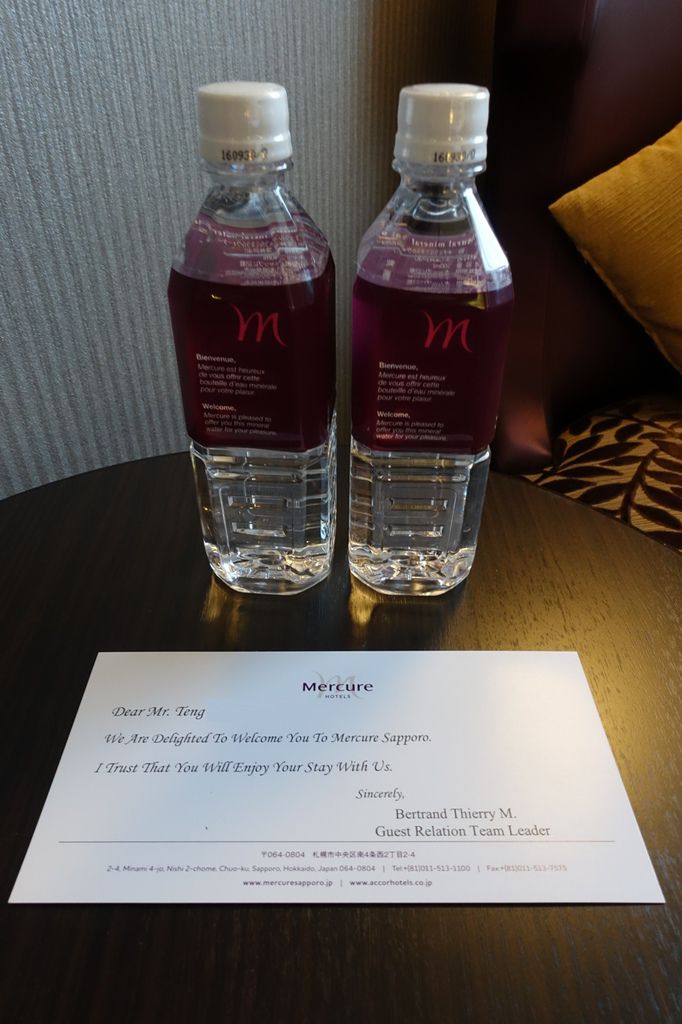 160930/
160930/
m
Bienvenue,
Mercure est heureux
de vous offrir cette
bouteille d'eau minérale
pour votre plaisir.
Welcome,
Mercure is pleased to
offer you this mineral
water for your pleasure.
m
Bienvenue,
Mercure est heureux
de vous offrir cette
bouteille d'eau minérale
pour votre plaisir.
Welcome,
Mercure is pleased to
offer you this mineral
water for your pleasure.
m
Mercure
HOTELS
Dear Mr. Teng
We Are Delighted To Welcome You To Mercure Sapporo.
I Trust That You Will Enjoy Your Stay With Us.
Sincerely,
Bertrand Thierry M.
Guest Relation Team Leader
〒064-0804 札幌市中央区南4条西2丁目2-4
2-4, Minami 4-jo, Nishi 2-chome, Chuo-ku, Sapporo, Hokkaido, Japan 064-0804 | Tel:+(81)011-513-1100 | Fax:+(81)011-513-7575
www.mercuresapporo.jp | www.accorhotels.co.jp